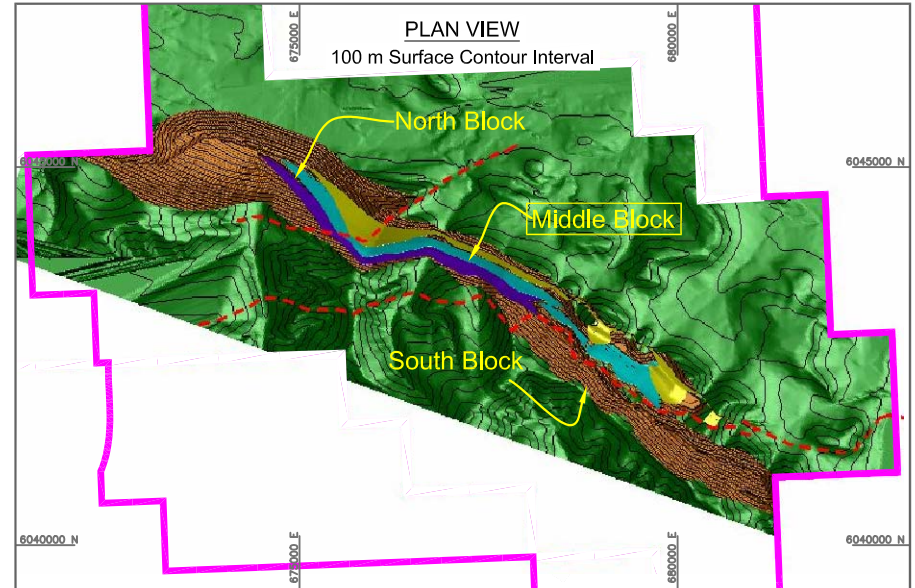 PLAN VIEW
100 m Surface Contour Interval
675000 E
680000 E
North Block
6045000 N
6045000 N
Middle Block
South Block
6040000 N
675000 E
680000 E
6040000 N